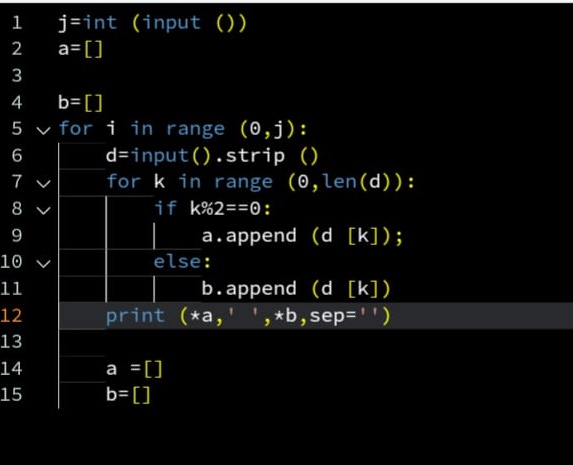 1 j=int (input ())
2 a=[]
3
4 b=[]
5 for i in range (0,j):
6 d=input().strip ()
7 for k in range (0,len(d)):
8 if k%2==0:
9 a.append (d [k]);
10 else:
11 b.append (d [k])
12 print (*a,' ',*b,sep='')
13
14 a =[]
15 b=[]